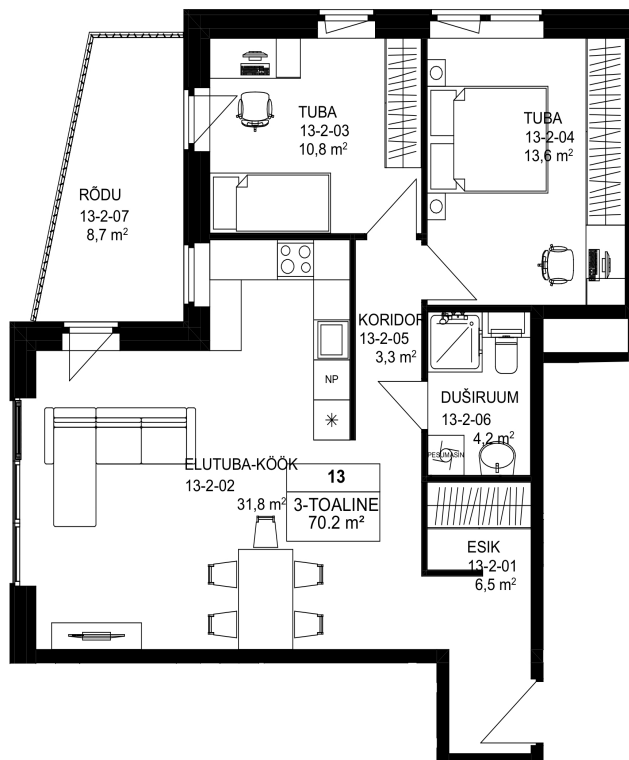 TUBA
13-2-03
10,8 m²
TUBA
13-2-04
13,6 m²
RÕDU
13-2-07
8,7 m²
KORIDOR
13-2-05
3,3 m²
NP
DUŠIRUUM
13-2-06
4,2 m²
PESUMASIN
ELUTUBA-KÖÖK
13-2-02
31,8 m²
13
3-TOALINE
70.2 m²
ESIK
13-2-01
6,5 m²